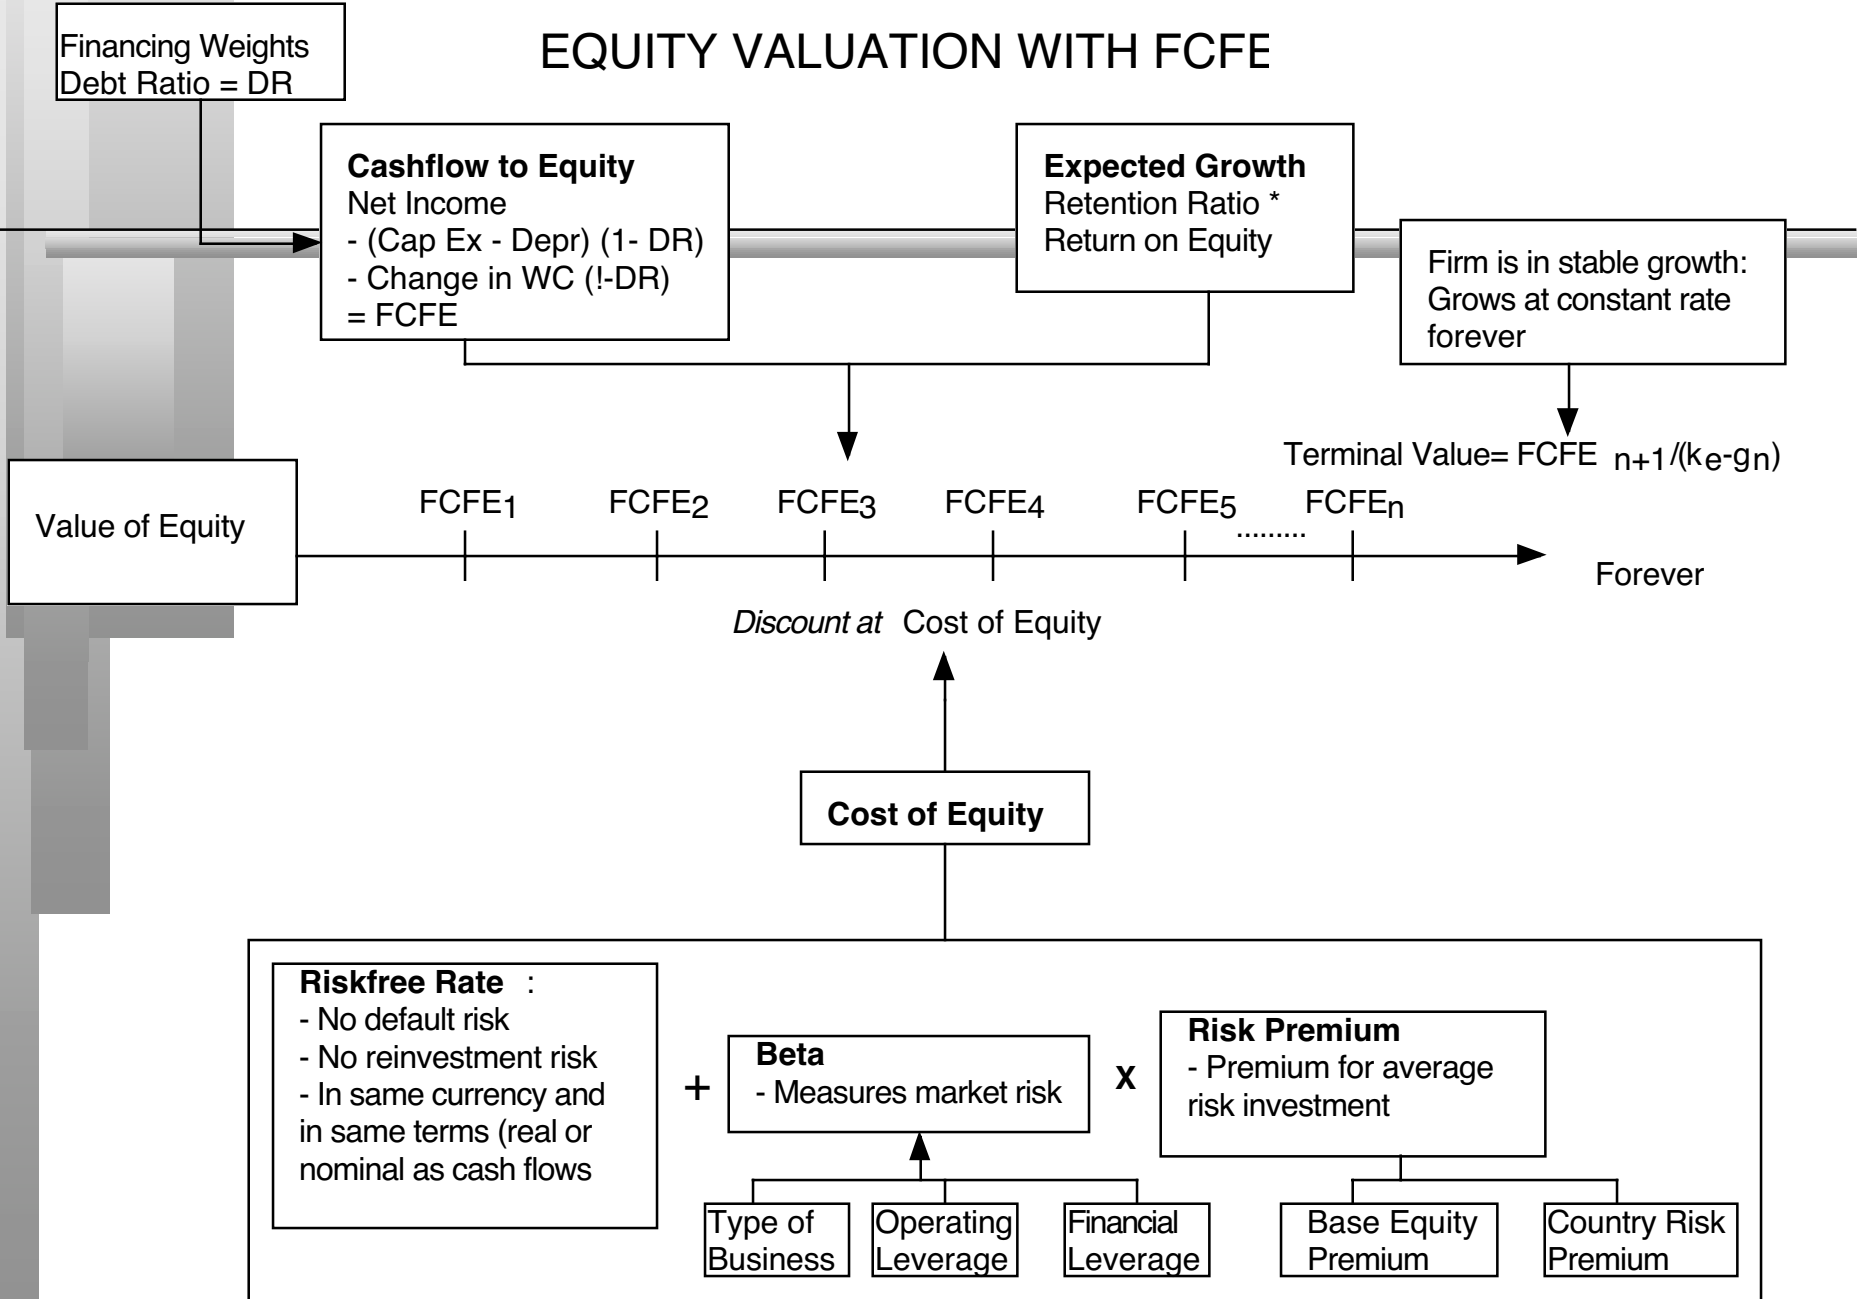 Financing Weights
Debt Ratio = DR
EQUITY VALUATION WITH FCFE
Cashflow to Equity
Net Income
- (Cap Ex - Depr) (1- DR)
- Change in WC (!-DR)
= FCFE
Expected Growth
Retention Ratio *
Return on Equity
Firm is in stable growth:
Grows at constant rate
forever
Terminal Value= FCFE n+1/(ke-gn)
Value of Equity
FCFE1 FCFE2 FCFE3 FCFE4 FCFE5 ......... FCFEn
Forever
Discount at Cost of Equity
Cost of Equity
Riskfree Rate :
- No default risk
- No reinvestment risk
- In same currency and
in same terms (real or
nominal as cash flows
+
Beta
- Measures market risk
X
Risk Premium
- Premium for average
risk investment
Type of
Business
Operating
Leverage
Financial
Leverage
Base Equity
Premium
Country Risk
Premium